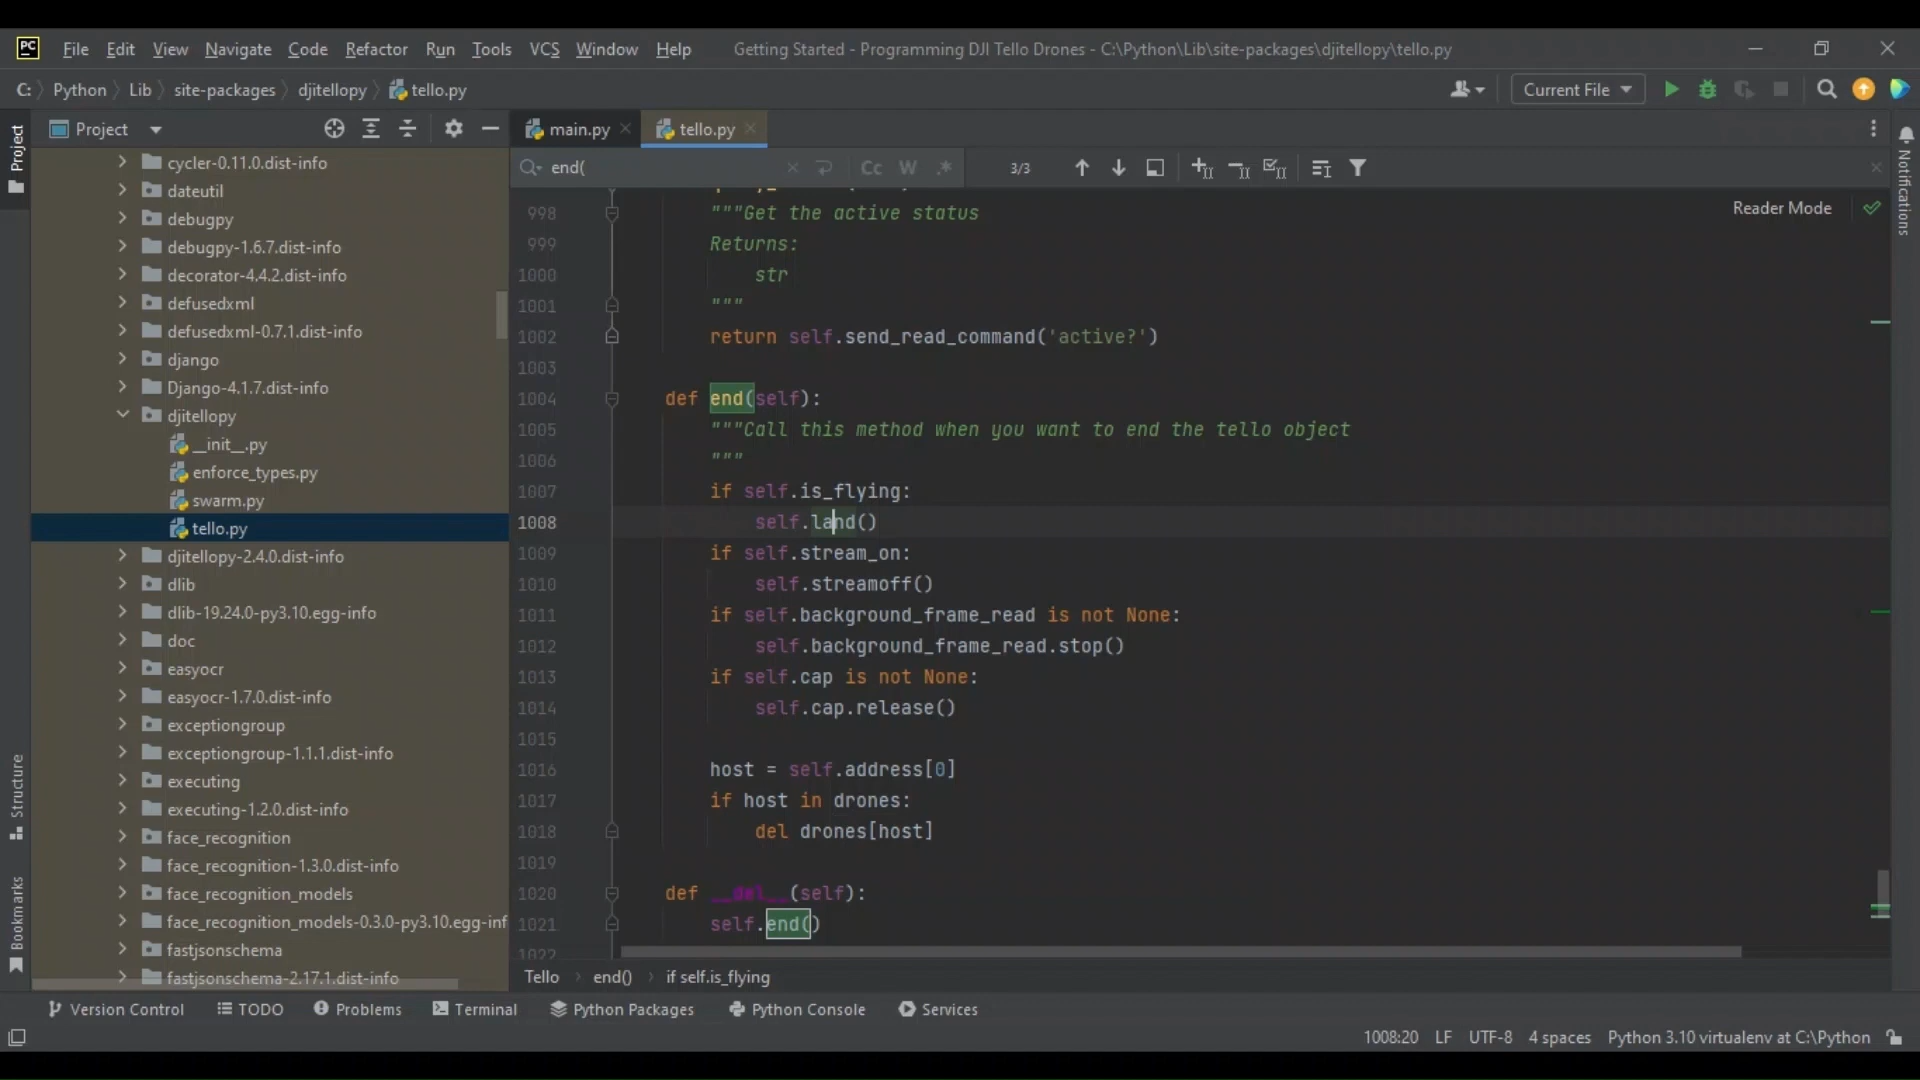 PC File Edit View Navigate Code Refactor Run Tools VCS Window Help Getting Started - Programming DJI Tello Drones - C:\Python\Lib\site-packages\djitellopy\tello.py
C: Python Lib site-packages djitellopy tello.py Current File
Project
Project
main.py tello.py
Notifications
end( Cc W .* 3/3
Reader Mode
cycler-0.11.0.dist-info
dateutil
debugpy
debugpy-1.6.7.dist-info
decorator-4.4.2.dist-info
defusedxml
defusedxml-0.7.1.dist-info
django
Django-4.1.7.dist-info
djitellopy
__init__.py
enforce_types.py
swarm.py
tello.py
djitellopy-2.4.0.dist-info
dlib
dlib-19.24.0-py3.10.egg-info
doc
easyocr
easyocr-1.7.0.dist-info
exceptiongroup
exceptiongroup-1.1.1.dist-info
executing
executing-1.2.0.dist-info
face_recognition
face_recognition-1.3.0.dist-info
face_recognition_models
face_recognition_models-0.3.0-py3.10.egg-inf
fastjsonschema
fastjsonschema-2.17.1.dist-info
Structure
Bookmarks
998 """Get the active status
999 Returns:
1000 str
1001 """
1002 return self.send_read_command('active?')
1003
1004 def end(self):
1005 """Call this method when you want to end the tello object
1006 """
1007 if self.is_flying:
1008 self.land()
1009 if self.stream_on:
1010 self.streamoff()
1011 if self.background_frame_read is not None:
1012 self.background_frame_read.stop()
1013 if self.cap is not None:
1014 self.cap.release()
1015
1016 host = self.address[0]
1017 if host in drones:
1018 del drones[host]
1019
1020 def __del__(self):
1021 self.end()
1022
Tello end() if self.is_flying
Version Control TODO Problems Terminal Python Packages Python Console Services
1008:20 LF UTF-8 4 spaces Python 3.10 virtualenv at C:\Python